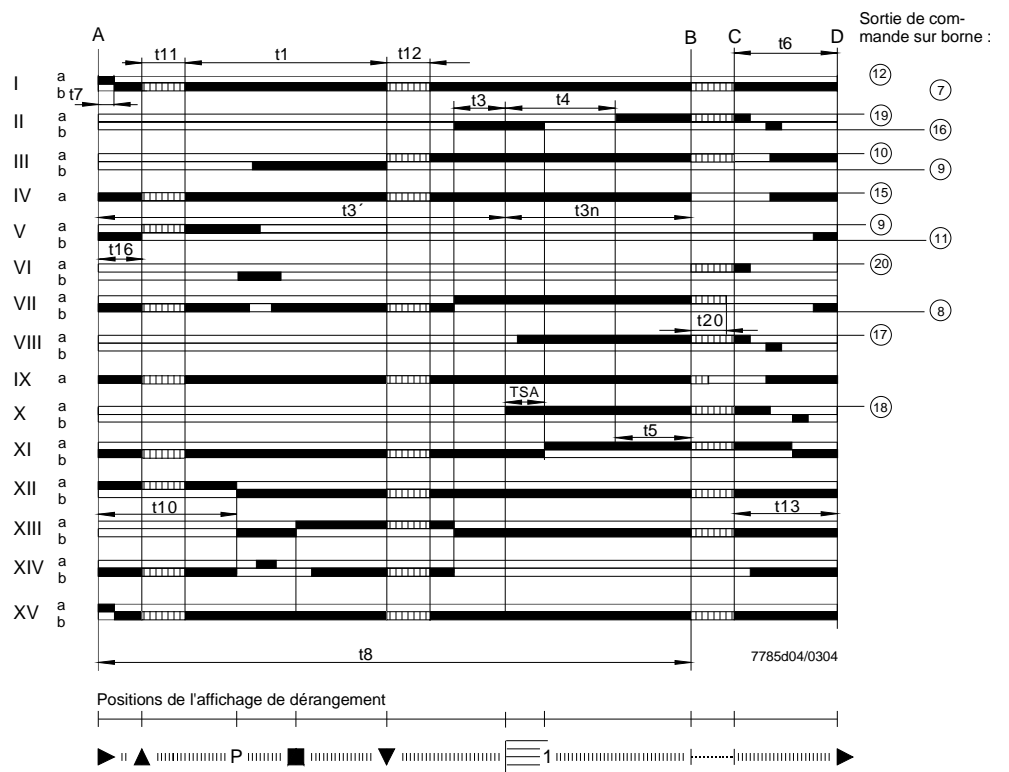 Sortie de com-
mande sur borne :
A B C D
t11 t1 t12 t6
I a b 12 7
t7
t3 t4
II a b 19 16
III a b 10 9
IV a 15
t3´ t3n
V a b 9 11
t16
VI a b 20
VII a b 8
t20
VIII a b 17
IX a
TSA
X a b 18
t5
XI a b
XII a b
t10 t13
XIII a b
XIV a b
XV a b
t8
7785d04/0304
Positions de l'affichage de dérangement
P 1